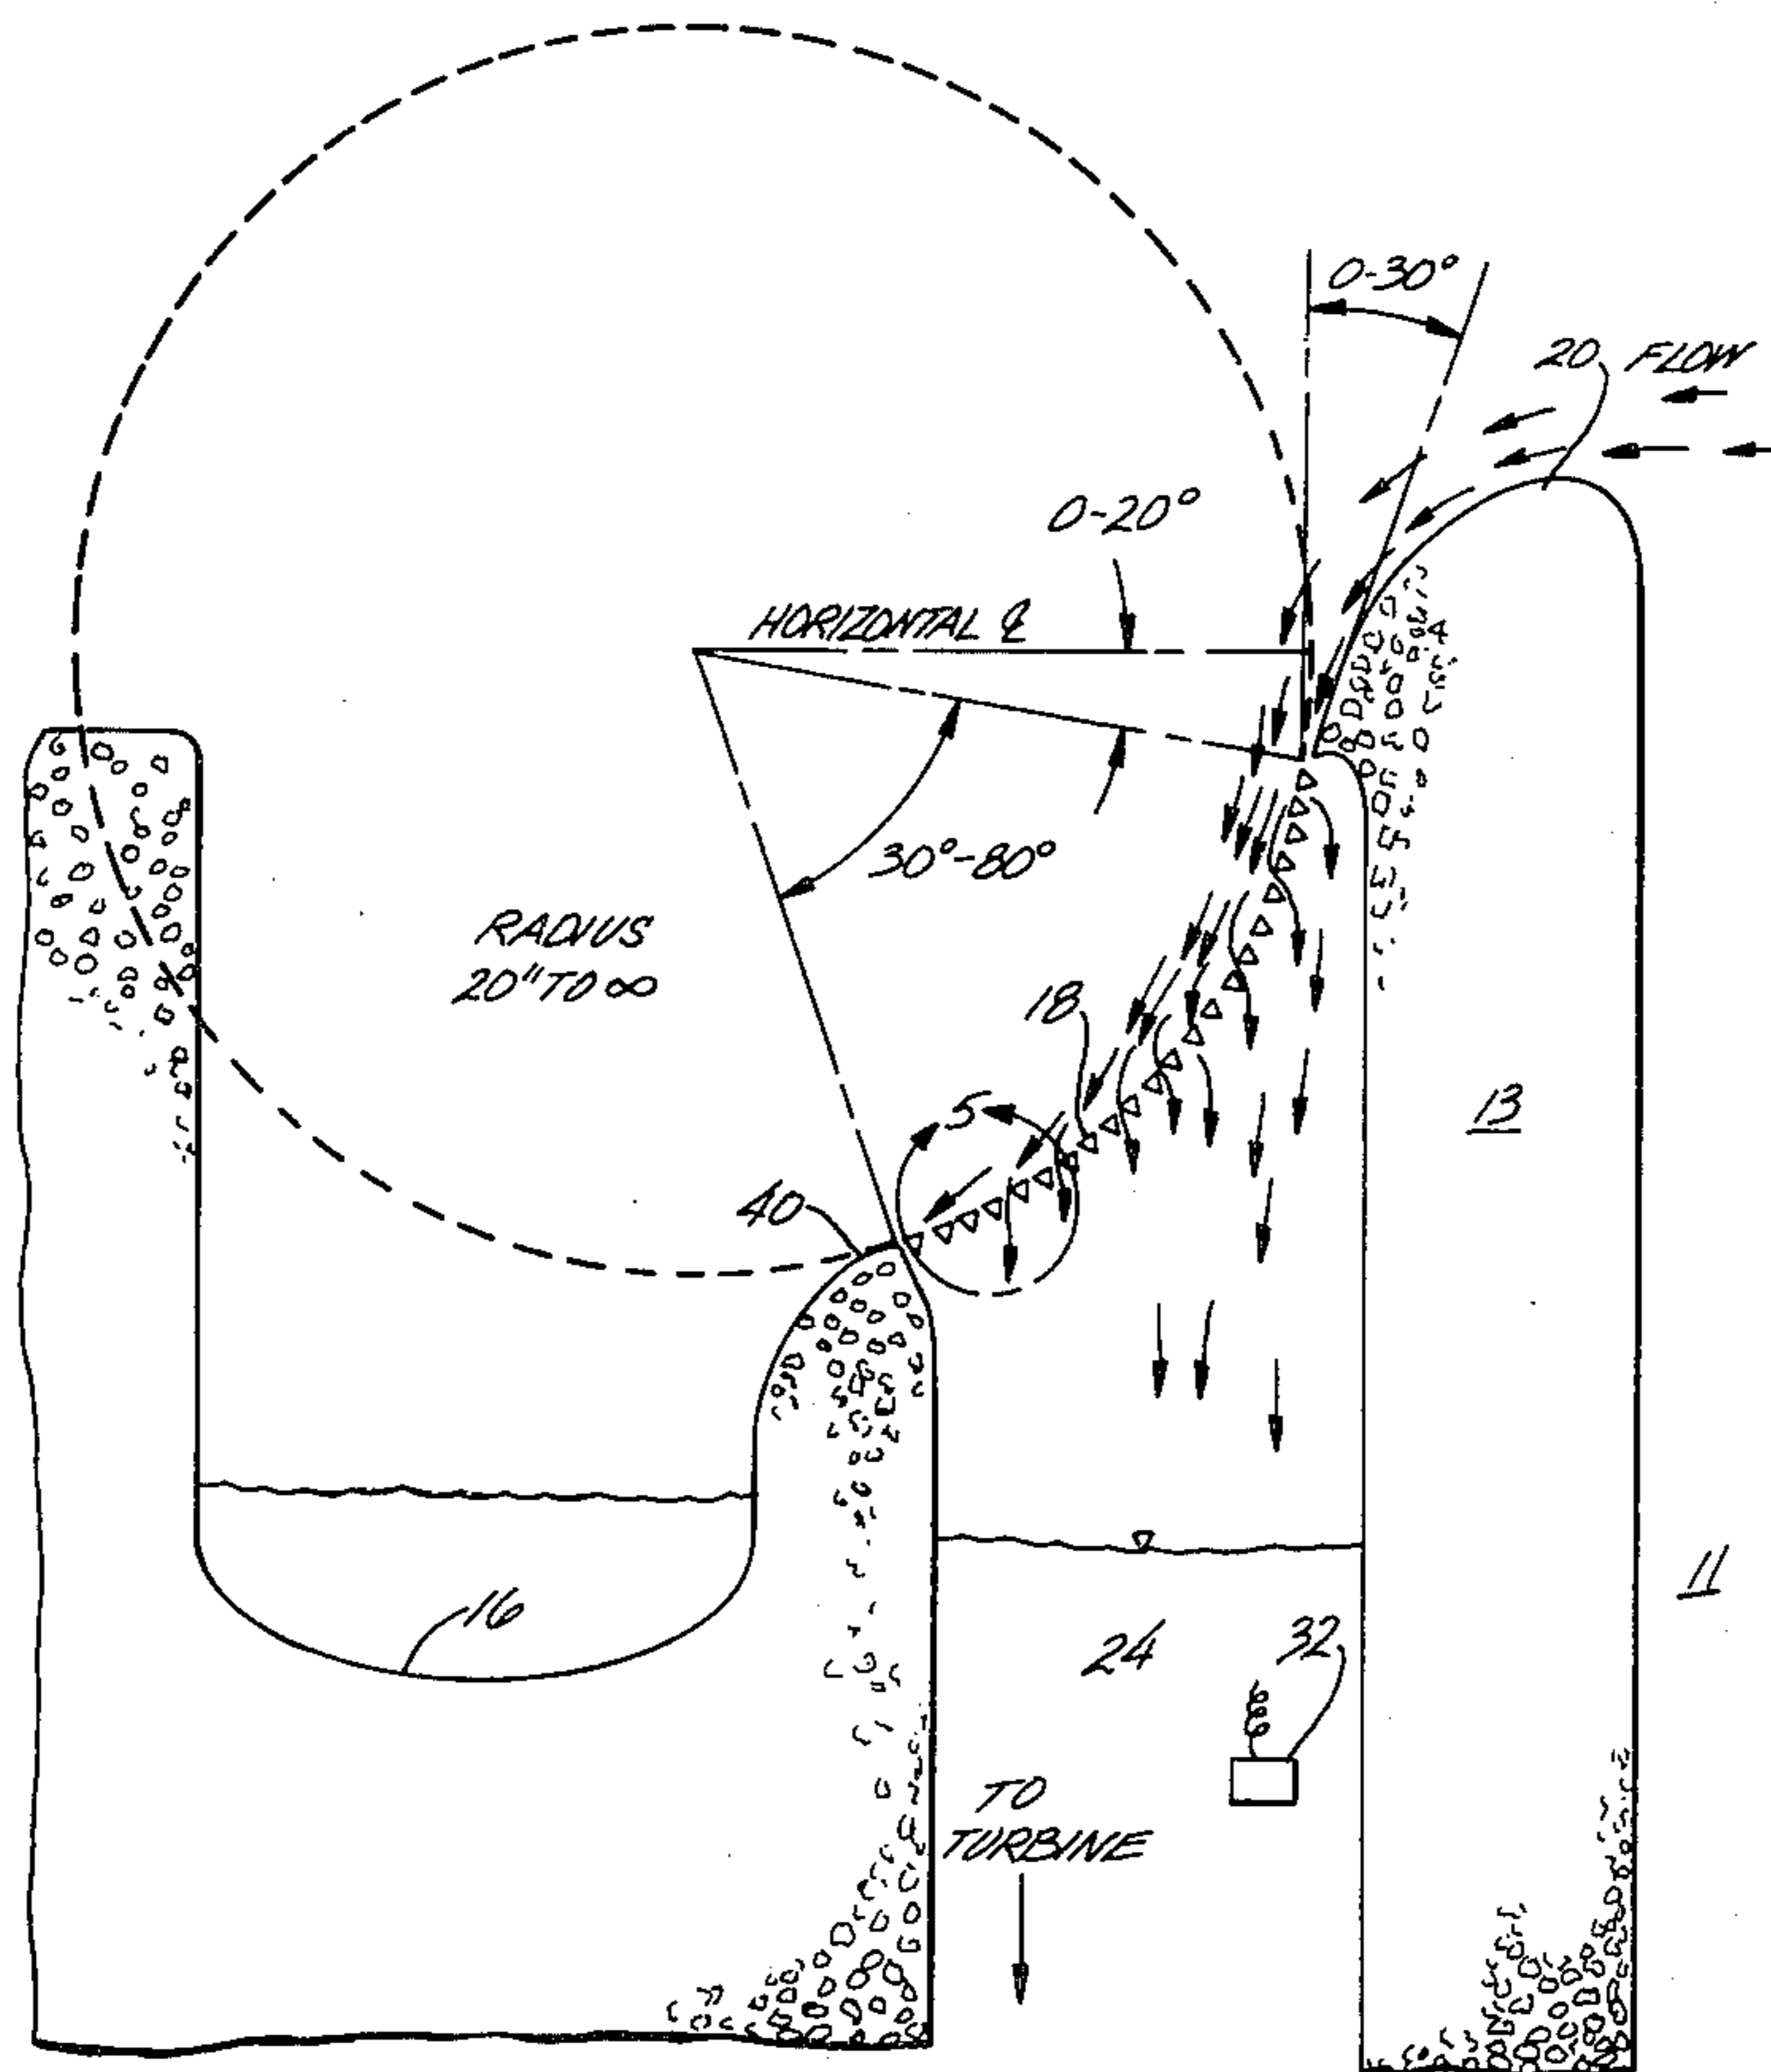 0-30°
20 FLOW
0-20°
HORIZONTAL ℄
30°-80°
RADIUS
20" TO ∞
18
13
5
40
11
16
24
32
TO
TURBINE